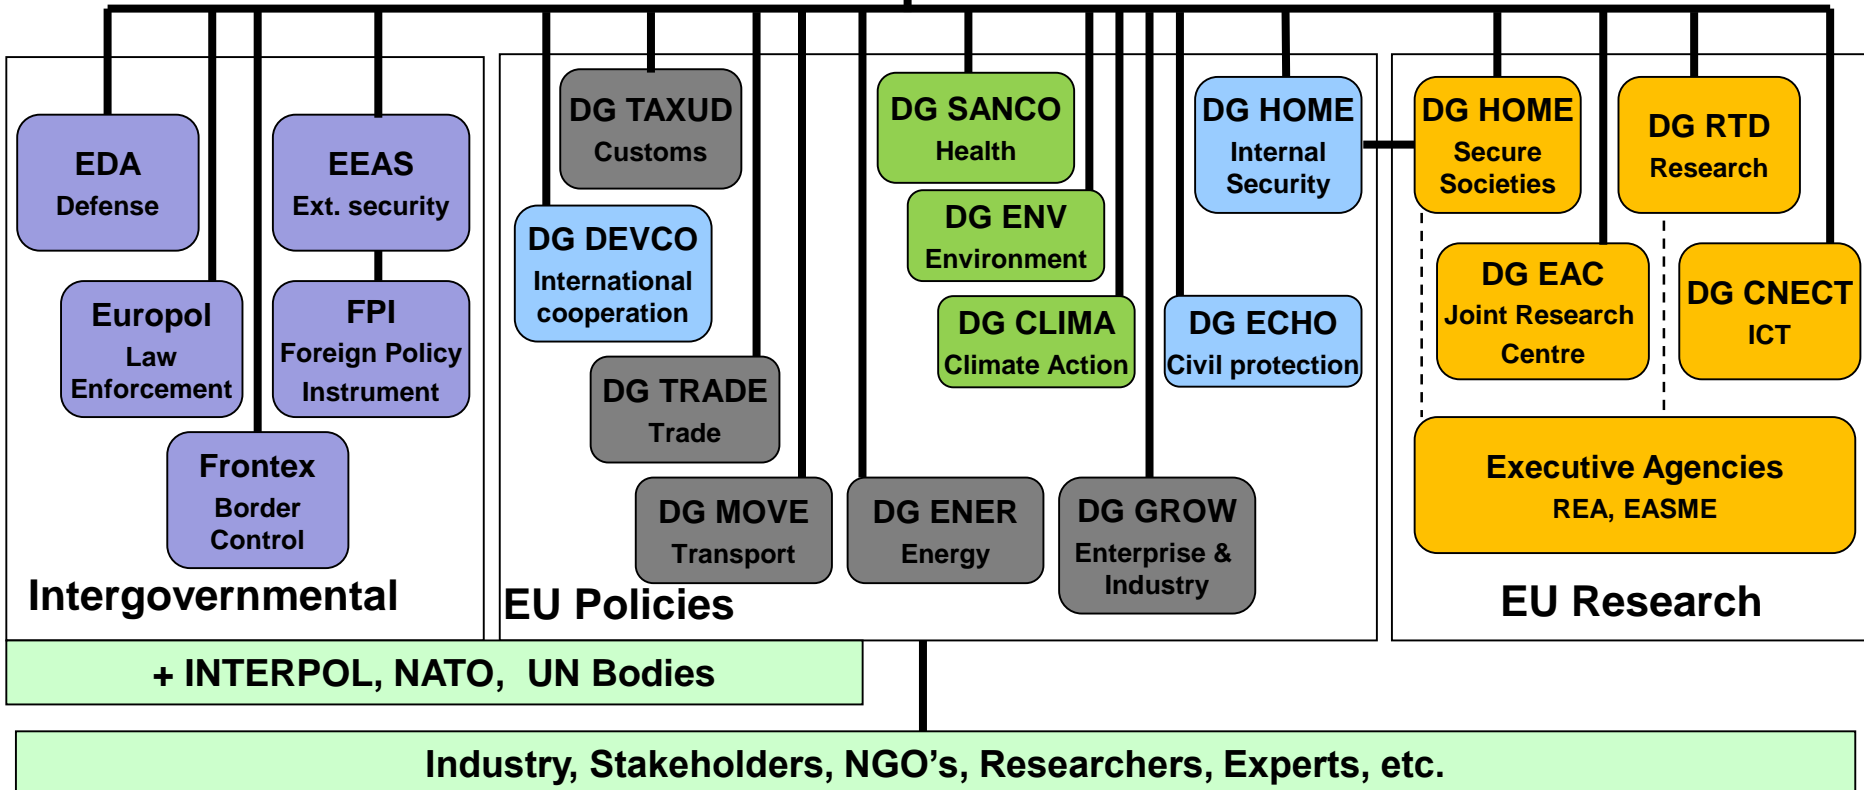 EDA
Defense
EEAS
Ext. security
Europol
Law
Enforcement
FPI
Foreign Policy
Instrument
Frontex
Border
Control
Intergovernmental
DG TAXUD
Customs
DG SANCO
Health
DG HOME
Internal
Security
DG DEVCO
International
cooperation
DG ENV
Environment
DG CLIMA
Climate Action
DG ECHO
Civil protection
DG TRADE
Trade
DG MOVE
Transport
DG ENER
Energy
DG GROW
Enterprise &
Industry
EU Policies
DG HOME
Secure
Societies
DG RTD
Research
DG EAC
Joint Research
Centre
DG CNECT
ICT
Executive Agencies
REA, EASME
EU Research
+ INTERPOL, NATO, UN Bodies
Industry, Stakeholders, NGO’s, Researchers, Experts, etc.